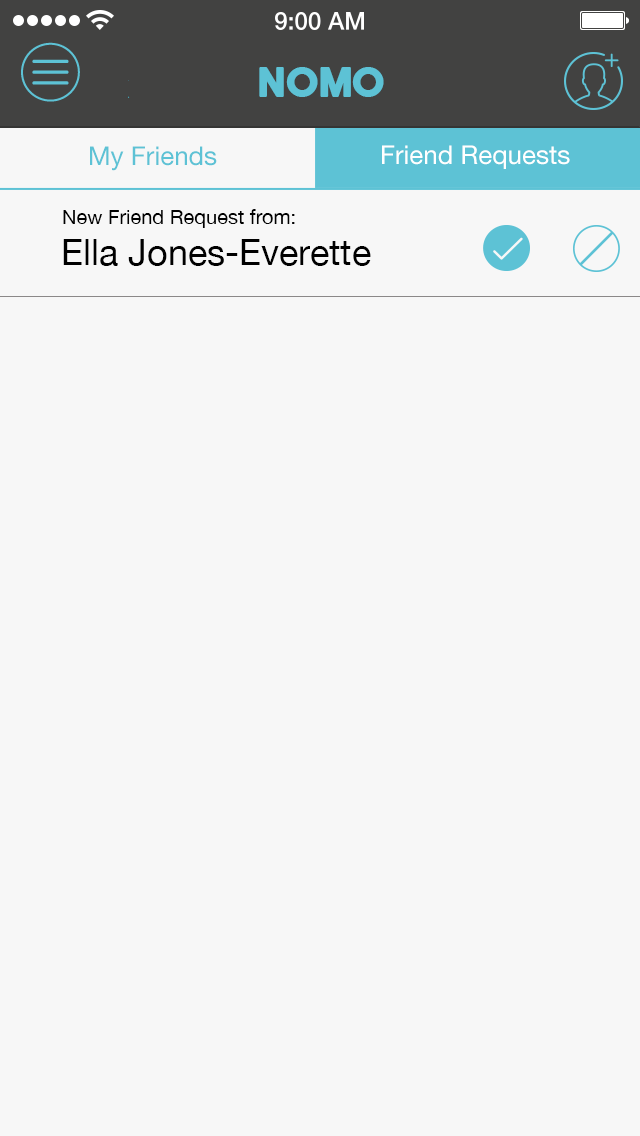 9:00 AM
NOMO
My Friends
Friend Requests
New Friend Request from:
Ella Jones-Everette